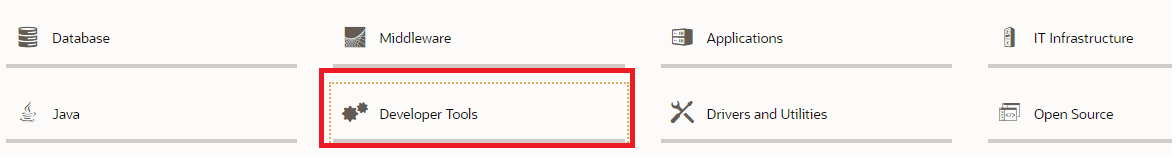 Database
Middleware
Applications
IT Infrastructure
Java
Developer Tools
Drivers and Utilities
Open Source